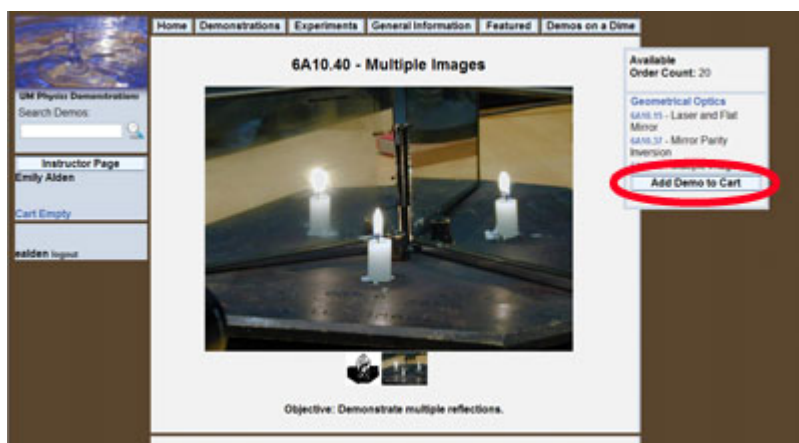 Home Demonstrations Experiments General Information Featured Demos on a Dime
6A10.40 - Multiple Images
UM Physics Demonstrations
Search Demos:
Instructor Page
Emily Alden
Cart Empty
ealden logout
Available
Order Count: 20
Geometrical Optics
6A10.15 - Laser and Flat
Mirror
6A10.37 - Mirror Parity
Inversion
Add Demo to Cart
Objective: Demonstrate multiple reflections.